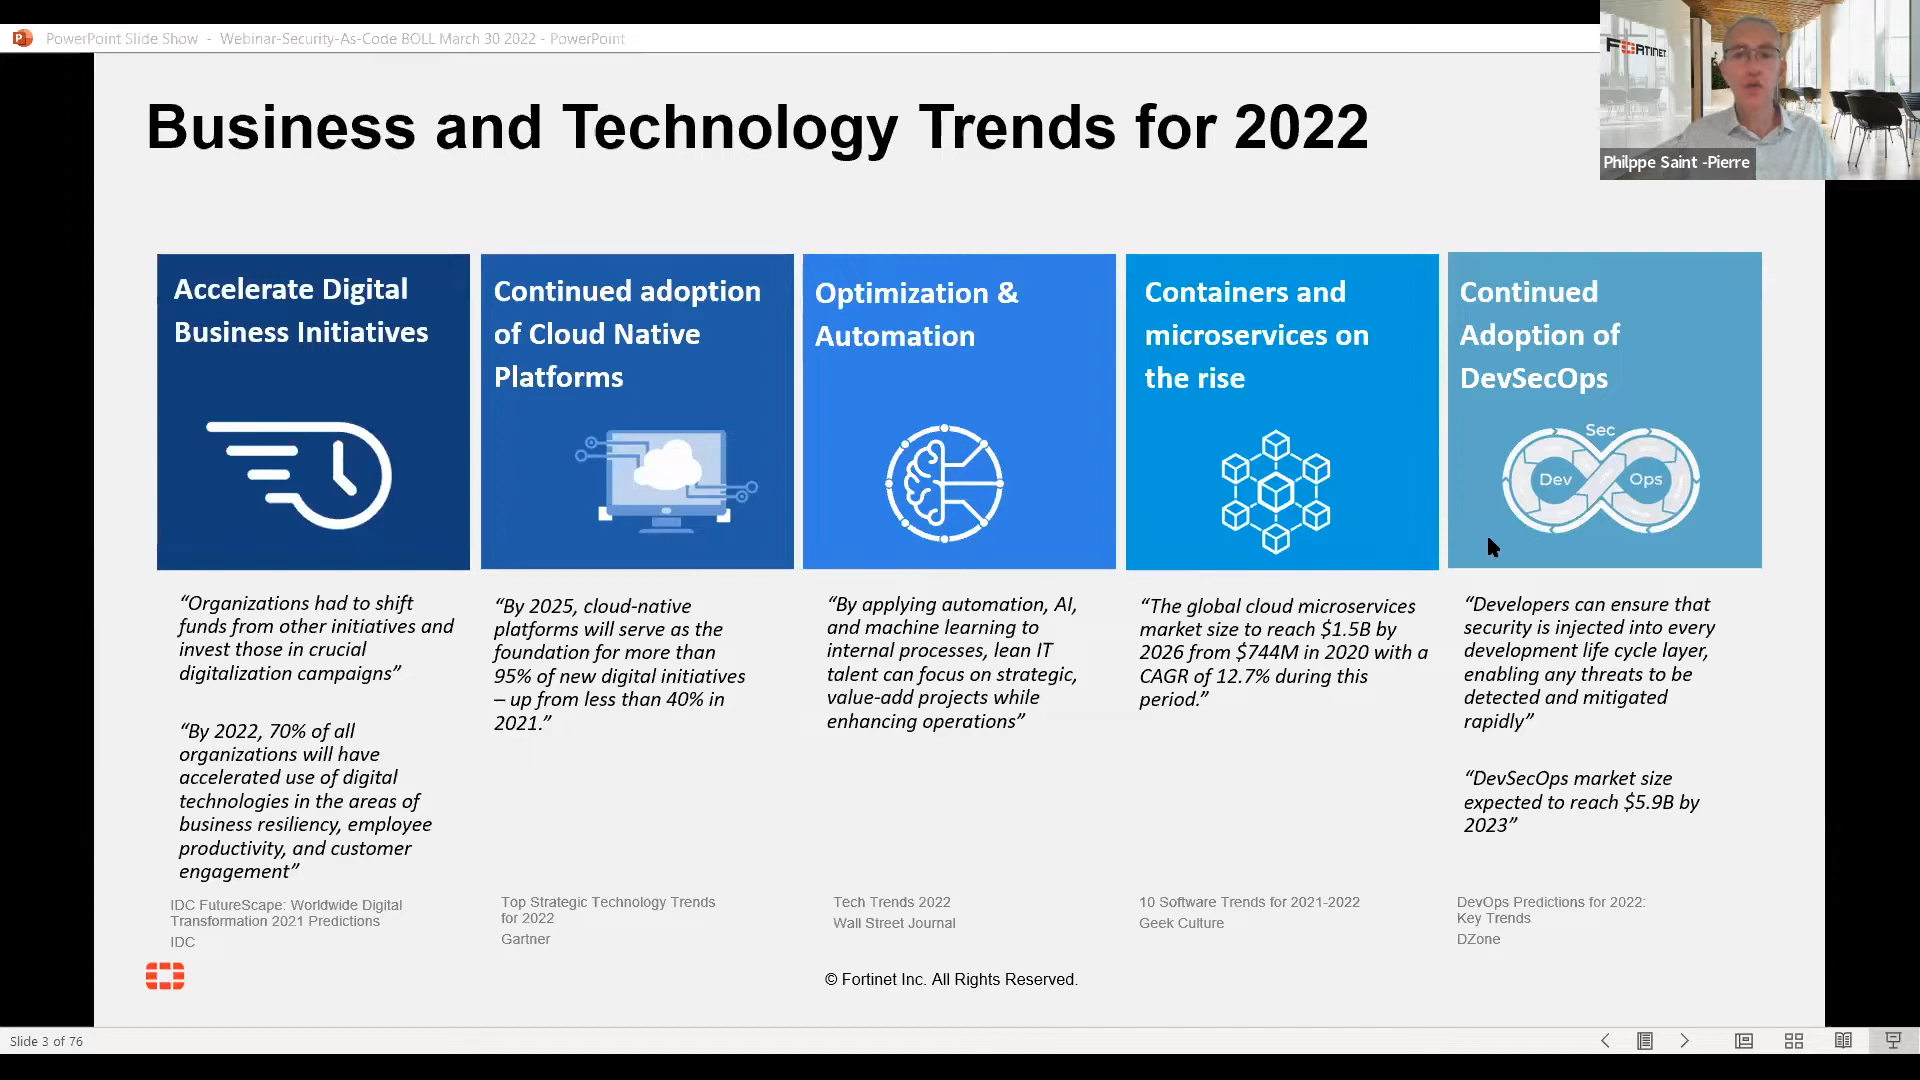 PowerPoint Slide Show - Webinar-Security-As-Code BOLL March 30 2022 - PowerPoint
FORTINET
Philppe Saint -Pierre
Business and Technology Trends for 2022
Accelerate Digital
Business Initiatives
“Organizations had to shift
funds from other initiatives and
invest those in crucial
digitalization campaigns”
“By 2022, 70% of all
organizations will have
accelerated use of digital
technologies in the areas of
business resiliency, employee
productivity, and customer
engagement”
IDC FutureScape: Worldwide Digital
Transformation 2021 Predictions
IDC
Continued adoption
of Cloud Native
Platforms
“By 2025, cloud-native
platforms will serve as the
foundation for more than
95% of new digital initiatives
– up from less than 40% in
2021.”
Top Strategic Technology Trends
for 2022
Gartner
Optimization &
Automation
“By applying automation, AI,
and machine learning to
internal processes, lean IT
talent can focus on strategic,
value-add projects while
enhancing operations”
Tech Trends 2022
Wall Street Journal
Containers and
microservices on
the rise
“The global cloud microservices
market size to reach $1.5B by
2026 from $744M in 2020 with a
CAGR of 12.7% during this
period.”
10 Software Trends for 2021-2022
Geek Culture
Continued
Adoption of
DevSecOps
Sec
Dev
Ops
“Developers can ensure that
security is injected into every
development life cycle layer,
enabling any threats to be
detected and mitigated
rapidly”
“DevSecOps market size
expected to reach $5.9B by
2023”
DevOps Predictions for 2022:
Key Trends
DZone
© Fortinet Inc. All Rights Reserved.
Slide 3 of 76